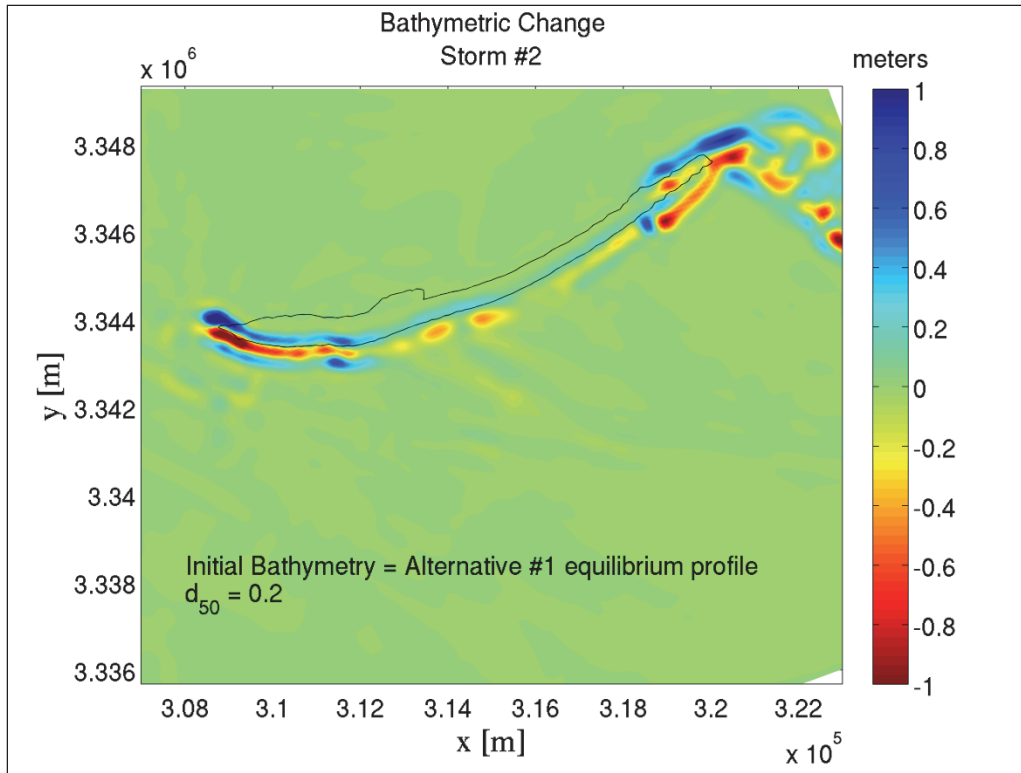 Bathymetric Change
Storm #2
x 10^6
meters
3.348
3.346
3.344
3.342
3.34
3.338
3.336
y [m]
Initial Bathymetry = Alternative #1 equilibrium profile
d_50 = 0.2
3.08
3.1
3.12
3.14
3.16
3.18
3.2
3.22
x [m]
x 10^5
1
0.8
0.6
0.4
0.2
0
-0.2
-0.4
-0.6
-0.8
-1